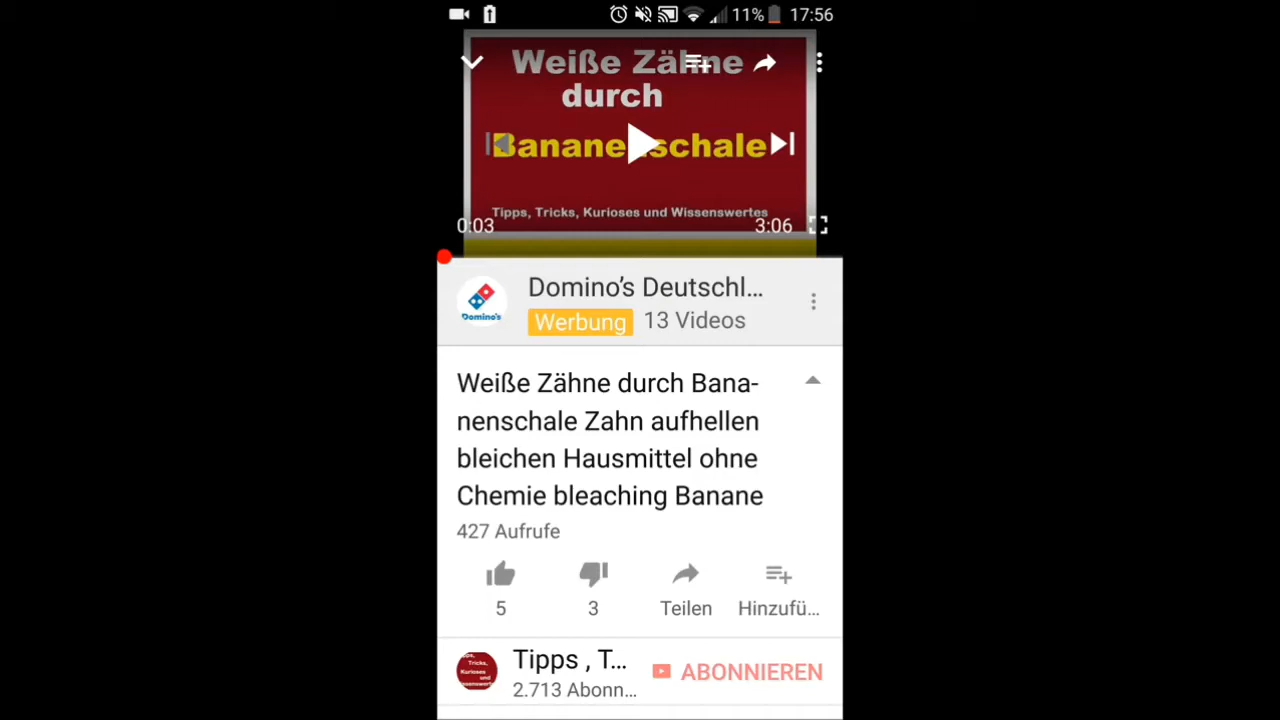 11% 17:56
Weiße Zähne
durch
Bananenschale
Tipps, Tricks, Kurioses und Wissenswertes
0:03 3:06
Domino's Deutschl...
Domino's
Werbung 13 Videos
Weiße Zähne durch Bana-
nenschale Zahn aufhellen
bleichen Hausmittel ohne
Chemie bleaching Banane
427 Aufrufe
5 3 Teilen Hinzufü...
Tipps , T... ABONNIEREN
2.713 Abonn...